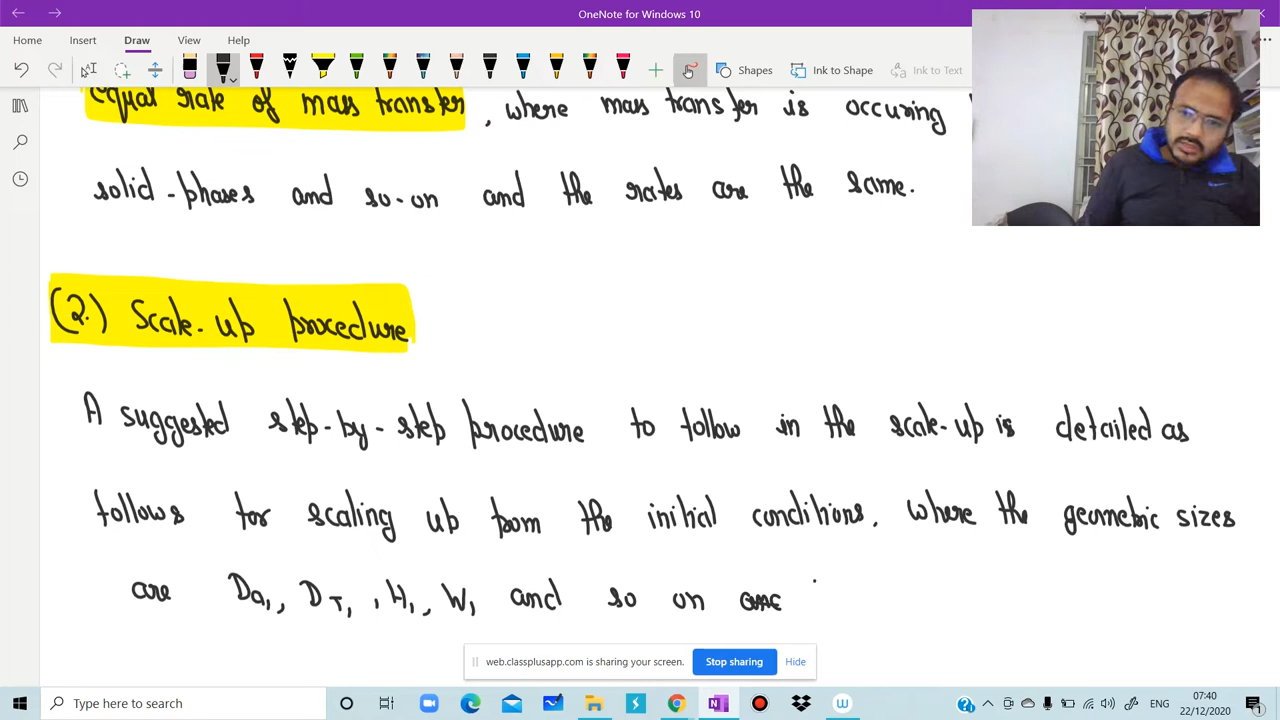 OneNote for Windows 10
Home Insert Draw View Help
Shapes Ink to Shape Ink to Text
equal rate of mass transfer, where mass transfer is occuring
solid-phases and so-on and the rates are the same.
(2.) Scale-up procedure
A suggested step-by-step procedure to follow in the scale-up is detailed as
follows for scaling up from the initial conditions. where the geometric sizes
are Da1, DT1, H1, W1 and so on
web.classplusapp.com is sharing your screen. Stop sharing Hide
Type here to search
ENG
07:40
22/12/2020